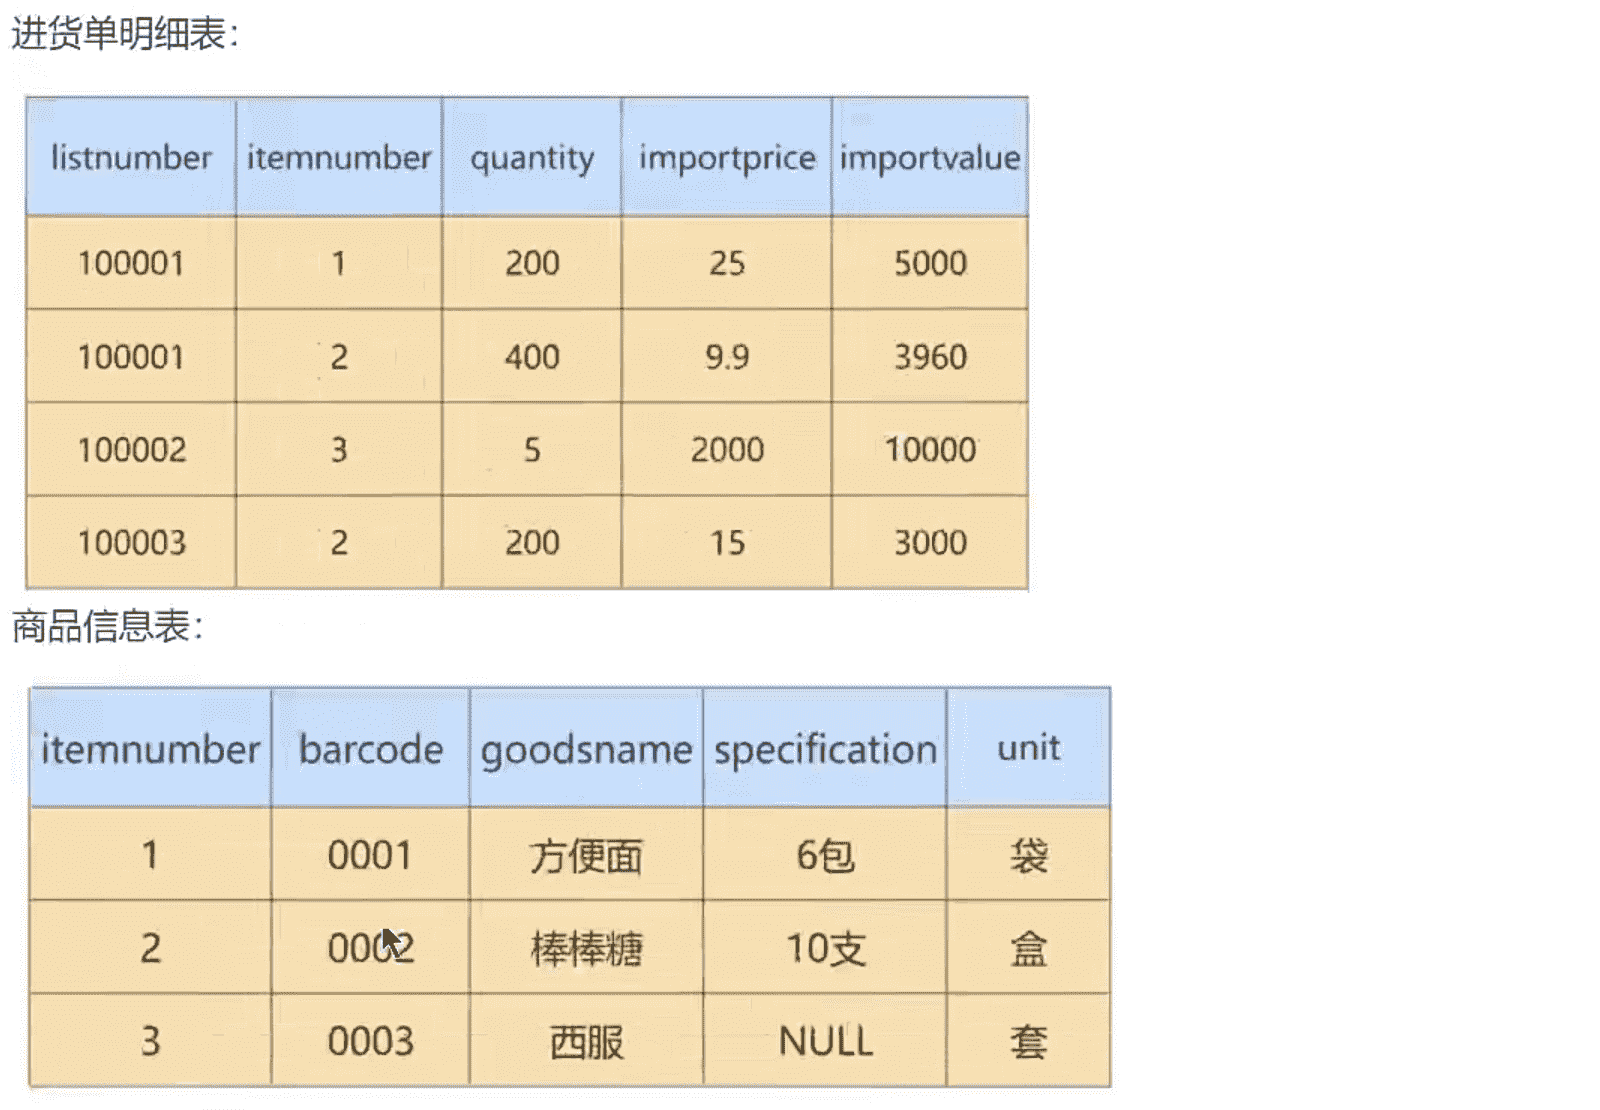 进货单明细表：
listnumber itemnumber quantity importprice importvalue
100001 1 200 25 5000
100001 2 400 9.9 3960
100002 3 5 2000 10000
100003 2 200 15 3000
商品信息表：
itemnumber barcode goodsname specification unit
1 0001 方便面 6包 袋
2 0002 棒棒糖 10支 盒
3 0003 西服 NULL 套